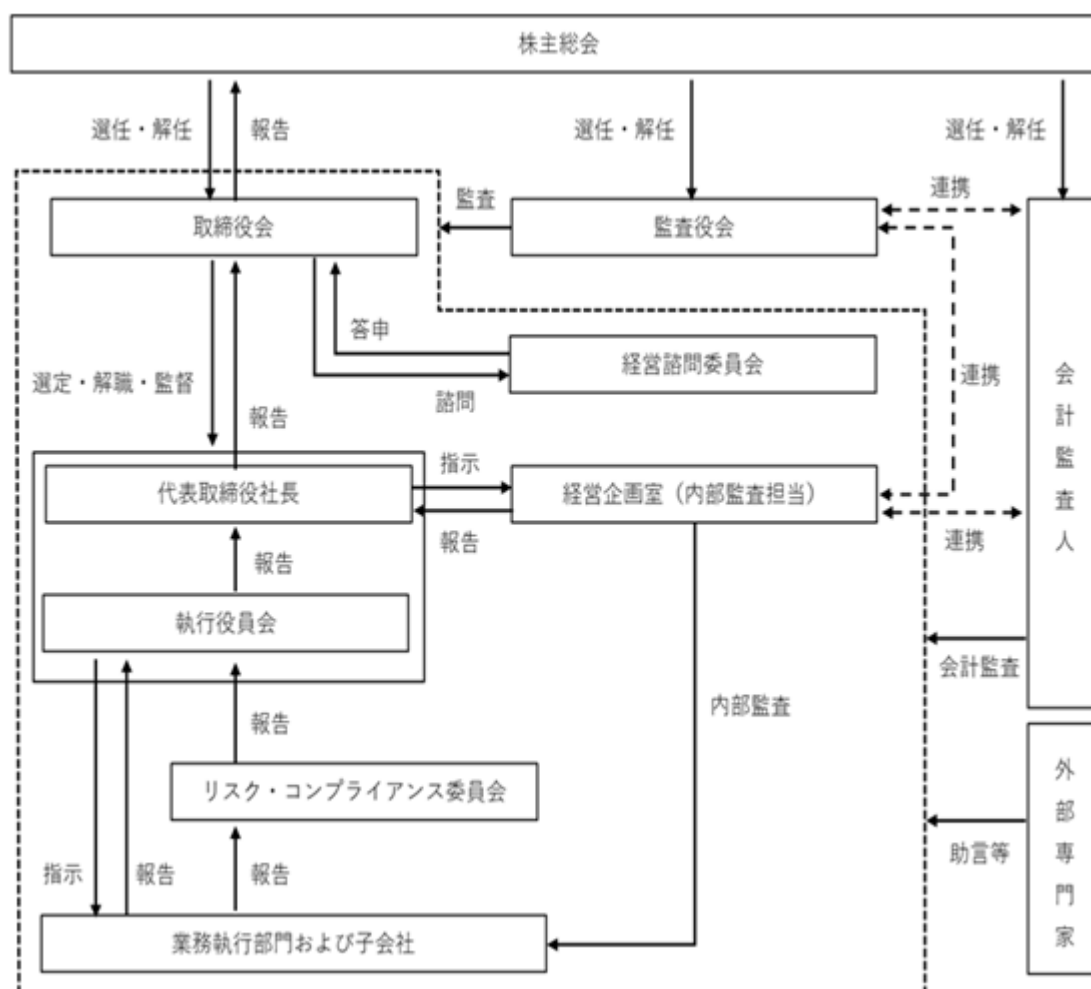 株主総会
選任・解任
報告
選任・解任
選任・解任
取締役会
監査
監査役会
連携
答申
経営諮問委員会
諮問
連携
選定・解職・監督
報告
代表取締役社長
指示
報告
経営企画室（内部監査担当）
連携
会計監査人
報告
執行役員会
会計監査
内部監査
報告
リスク・コンプライアンス委員会
外部専門家
助言等
指示
報告
報告
業務執行部門および子会社